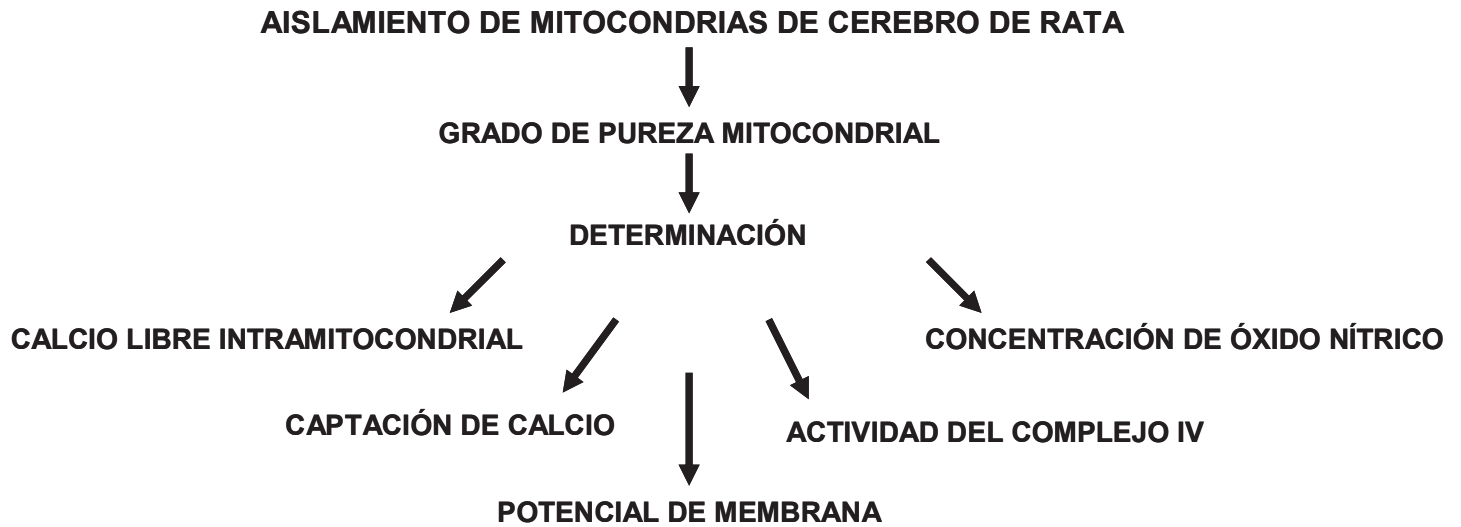 AISLAMIENTO DE MITOCONDRIAS DE CEREBRO DE RATA
GRADO DE PUREZA MITOCONDRIAL
DETERMINACIÓN
CALCIO LIBRE INTRAMITOCONDRIAL
CONCENTRACIÓN DE ÓXIDO NÍTRICO
CAPTACIÓN DE CALCIO
ACTIVIDAD DEL COMPLEJO IV
POTENCIAL DE MEMBRANA